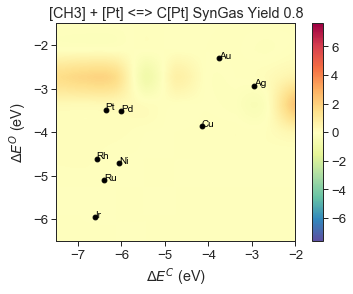 [CH3] + [Pt] <=> C[Pt] SynGas Yield 0.8
ΔE^O (eV)
−2
−3
−4
−5
−6
Au
Ag
Pt
Pd
Cu
Rh
Ni
Ru
Ir
−7 −6 −5 −4 −3 −2
ΔE^C (eV)
6
4
2
0
−2
−4
−6